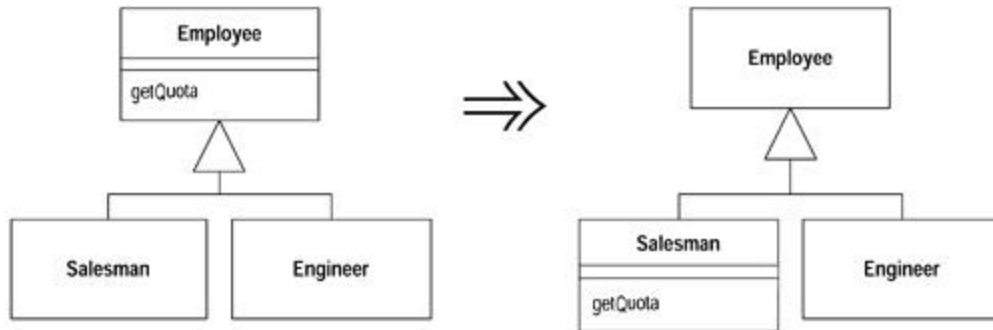 Employee
getQuota
Salesman
Engineer
Employee
Salesman
getQuota
Engineer